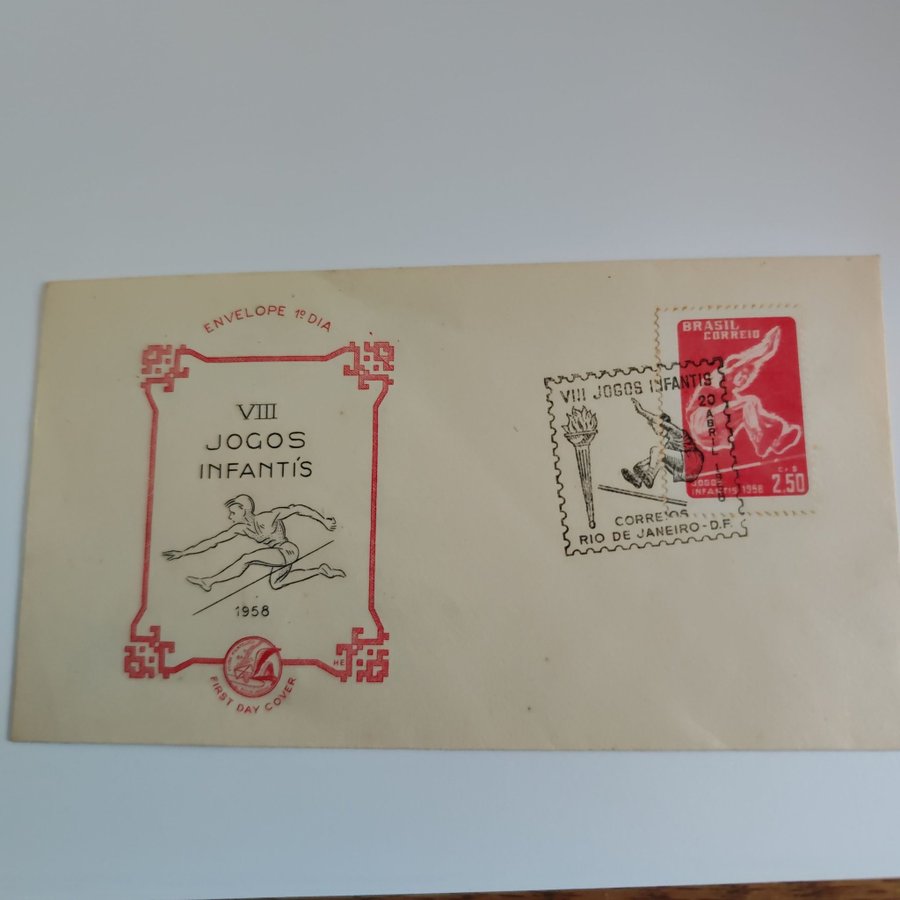 ENVELOPE 1º DIA
VIII
JOGOS
INFANTÍS
1958
HE
FIRST DAY COVER
BRASIL
CORREIO
JOGOS
INFANTIS 1958
C.$
2.50
VIII JOGOS INFANTIS
20 ABRIL
CORREIOS
RIO DE JANEIRO-D.F.